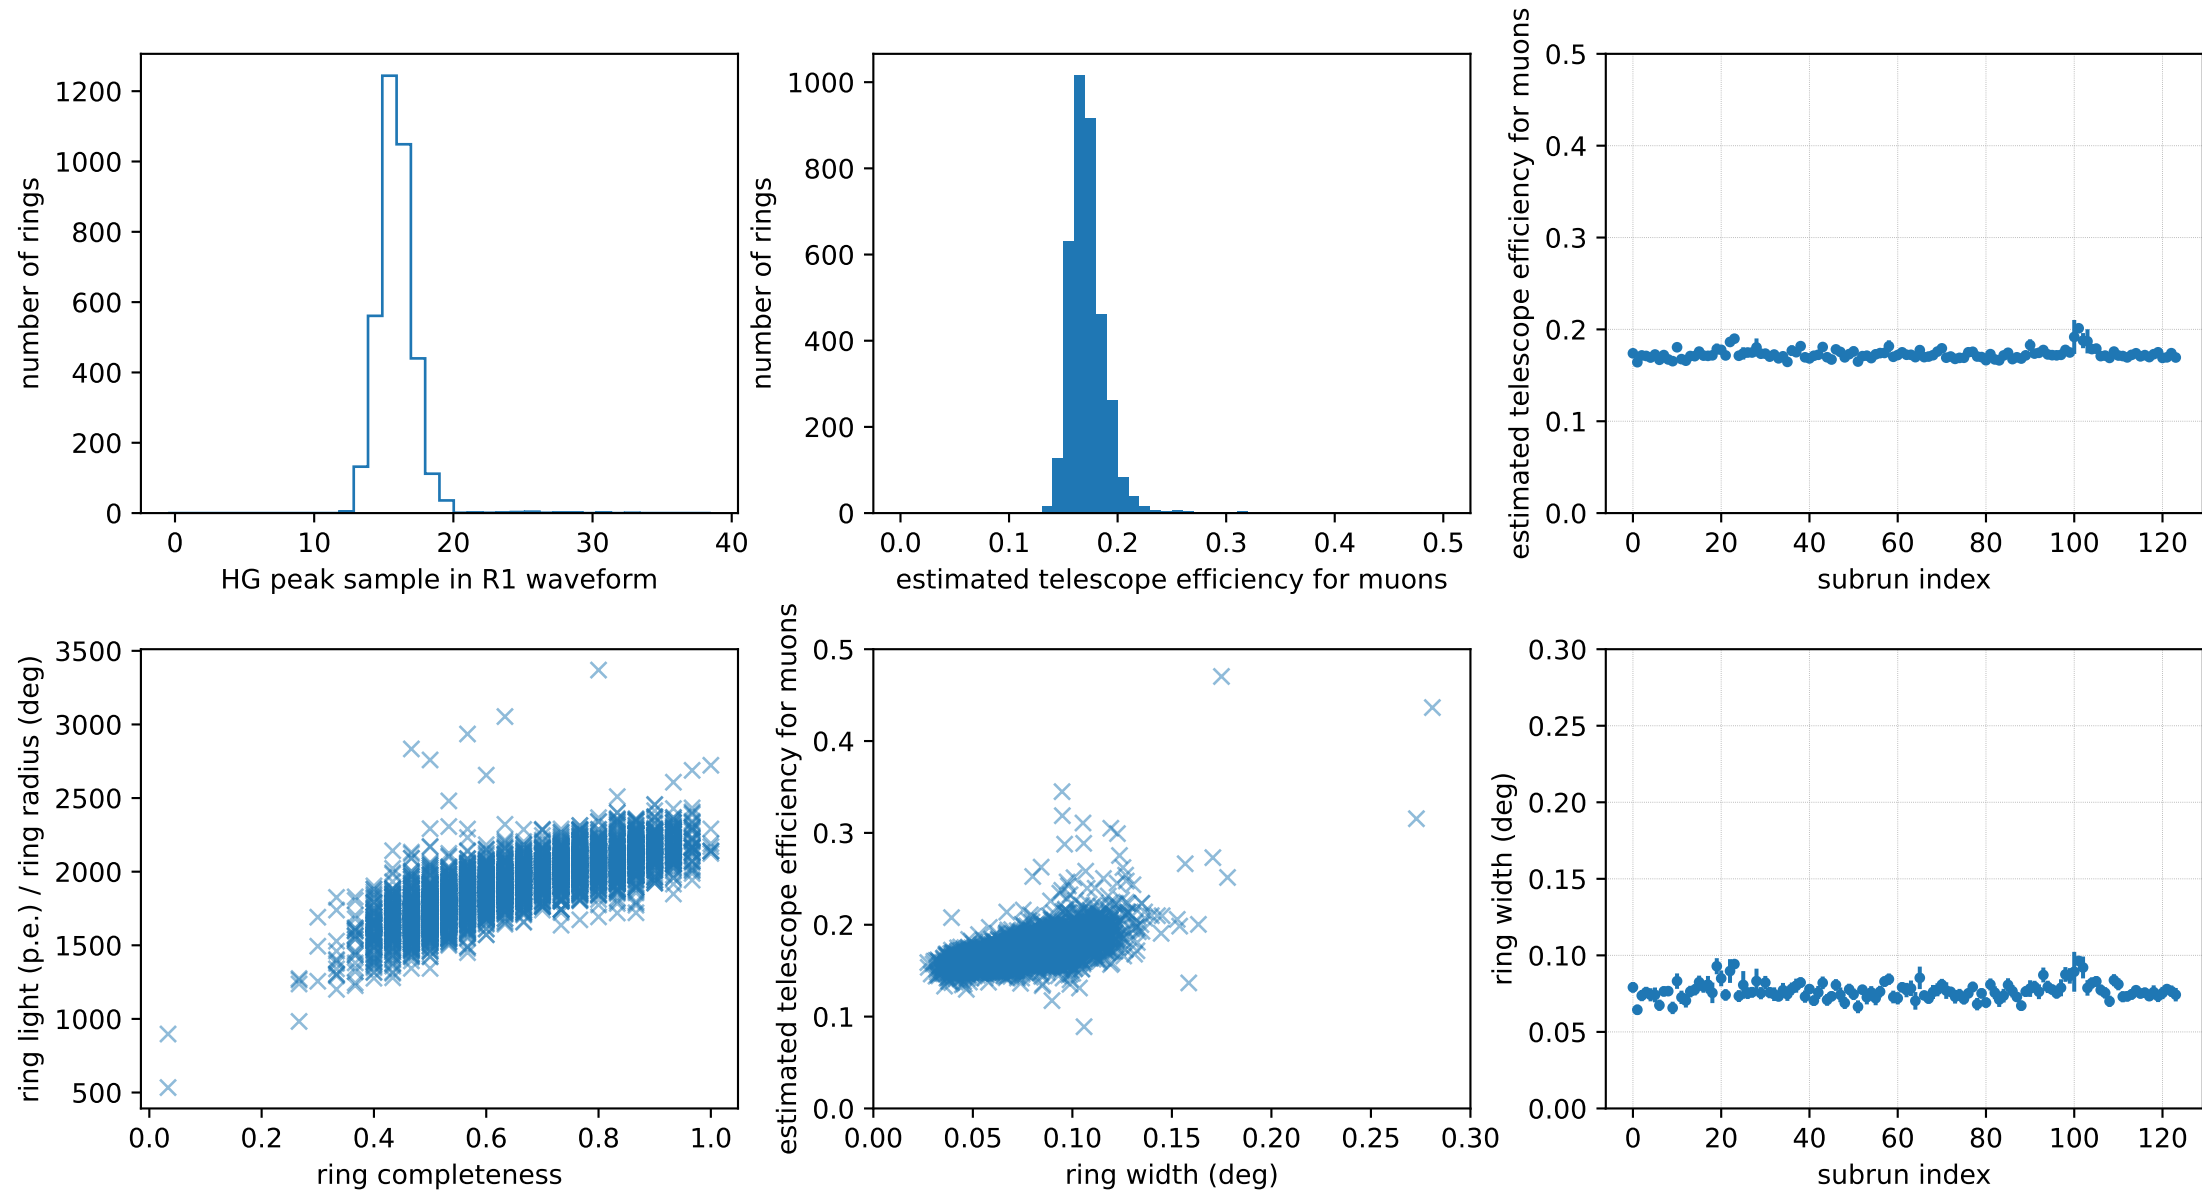 number of rings
1200
1000
800
600
400
200
0
0 10 20 30 40
HG peak sample in R1 waveform
number of rings
1000
800
600
400
200
0
0.0 0.1 0.2 0.3 0.4 0.5
estimated telescope efficiency for muons
estimated telescope efficiency for muons
0.5
0.4
0.3
0.2
0.1
0.0
0 20 40 60 80 100 120
subrun index
ring light (p.e.) / ring radius (deg)
3500
3000
2500
2000
1500
1000
500
0.0 0.2 0.4 0.6 0.8 1.0
ring completeness
estimated telescope efficiency for muons
0.5
0.4
0.3
0.2
0.1
0.0
0.00 0.05 0.10 0.15 0.20 0.25 0.30
ring width (deg)
ring width (deg)
0.30
0.25
0.20
0.15
0.10
0.05
0.00
0 20 40 60 80 100 120
subrun index